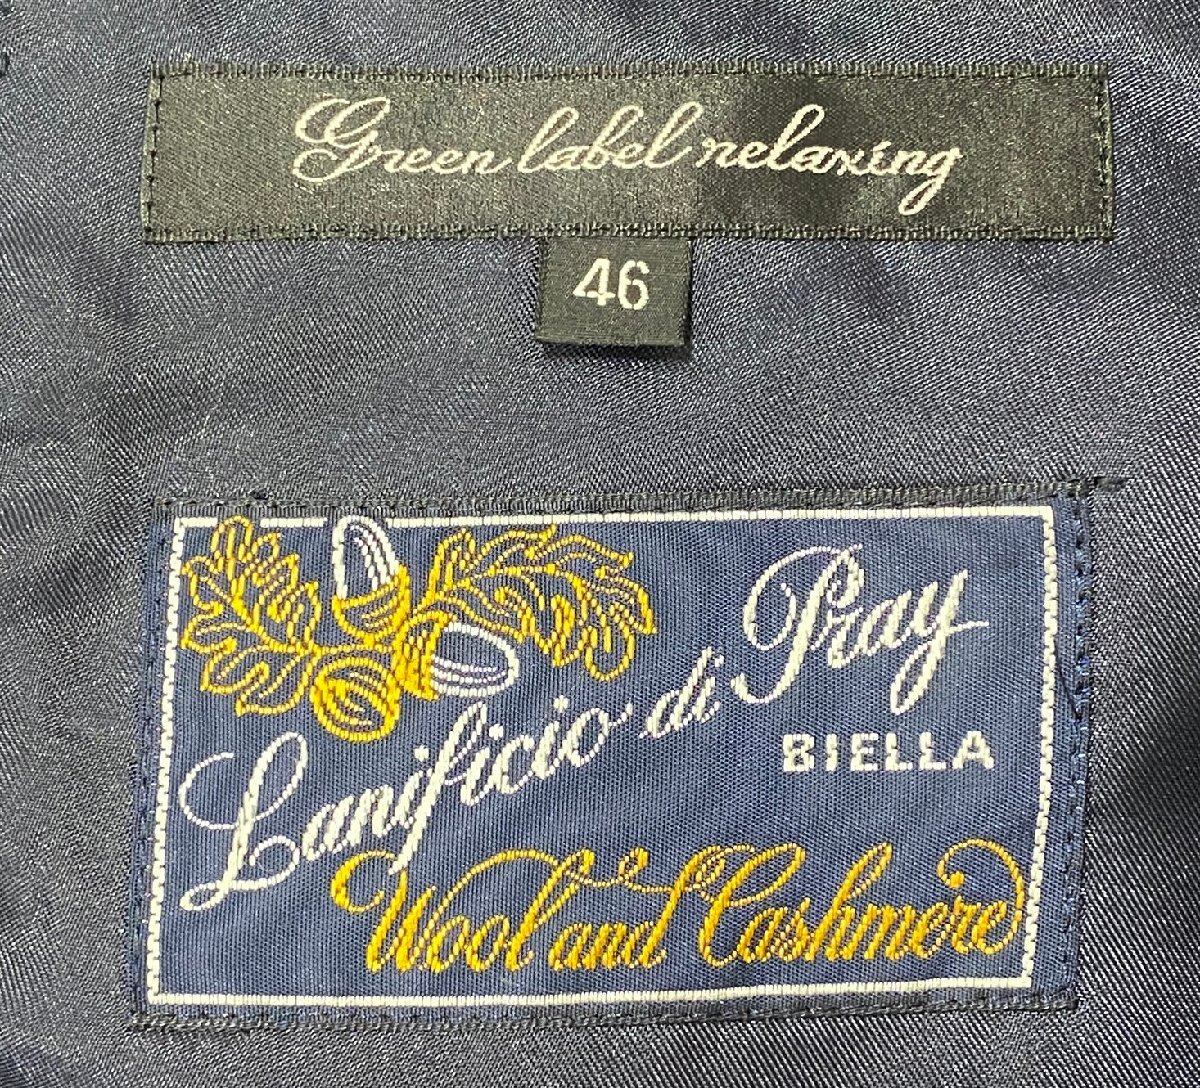 Green label relaxing
46
Lanificio di Pray
BIELLA
Wool and Cashmere